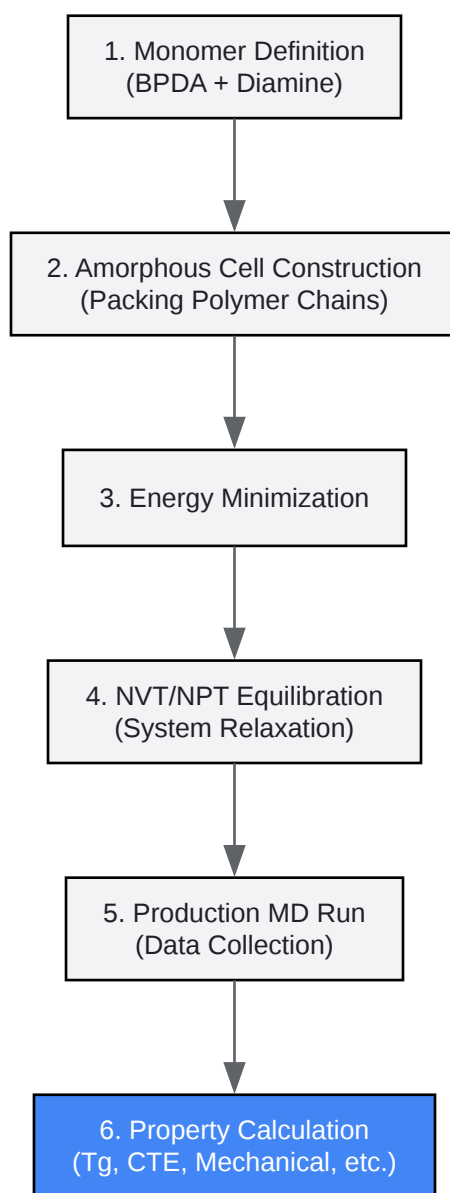 1. Monomer Definition
(BPDA + Diamine)
2. Amorphous Cell Construction
(Packing Polymer Chains)
3. Energy Minimization
4. NVT/NPT Equilibration
(System Relaxation)
5. Production MD Run
(Data Collection)
6. Property Calculation
(Tg, CTE, Mechanical, etc.)